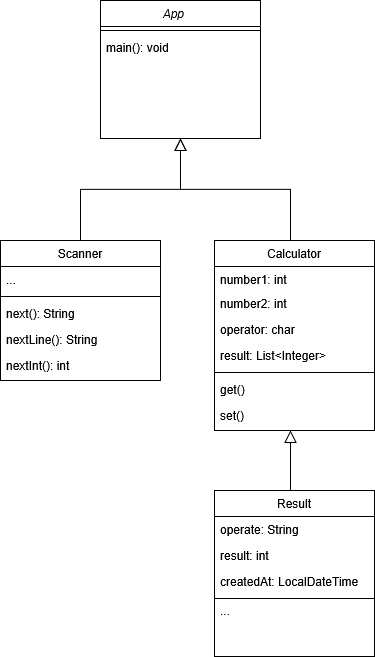 App
main(): void
Scanner
...
next(): String
nextLine(): String
nextInt(): int
Calculator
number1: int
number2: int
operator: char
result: List<Integer>
get()
set()
Result
operate: String
result: int
createdAt: LocalDateTime
...